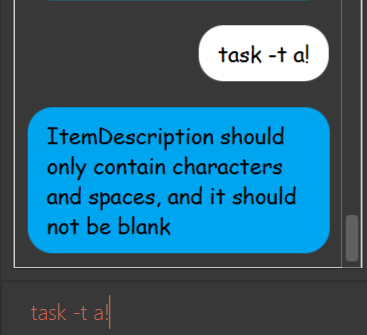 task -t a!
ItemDescription should
only contain characters
and spaces, and it should
not be blank
task -t a!